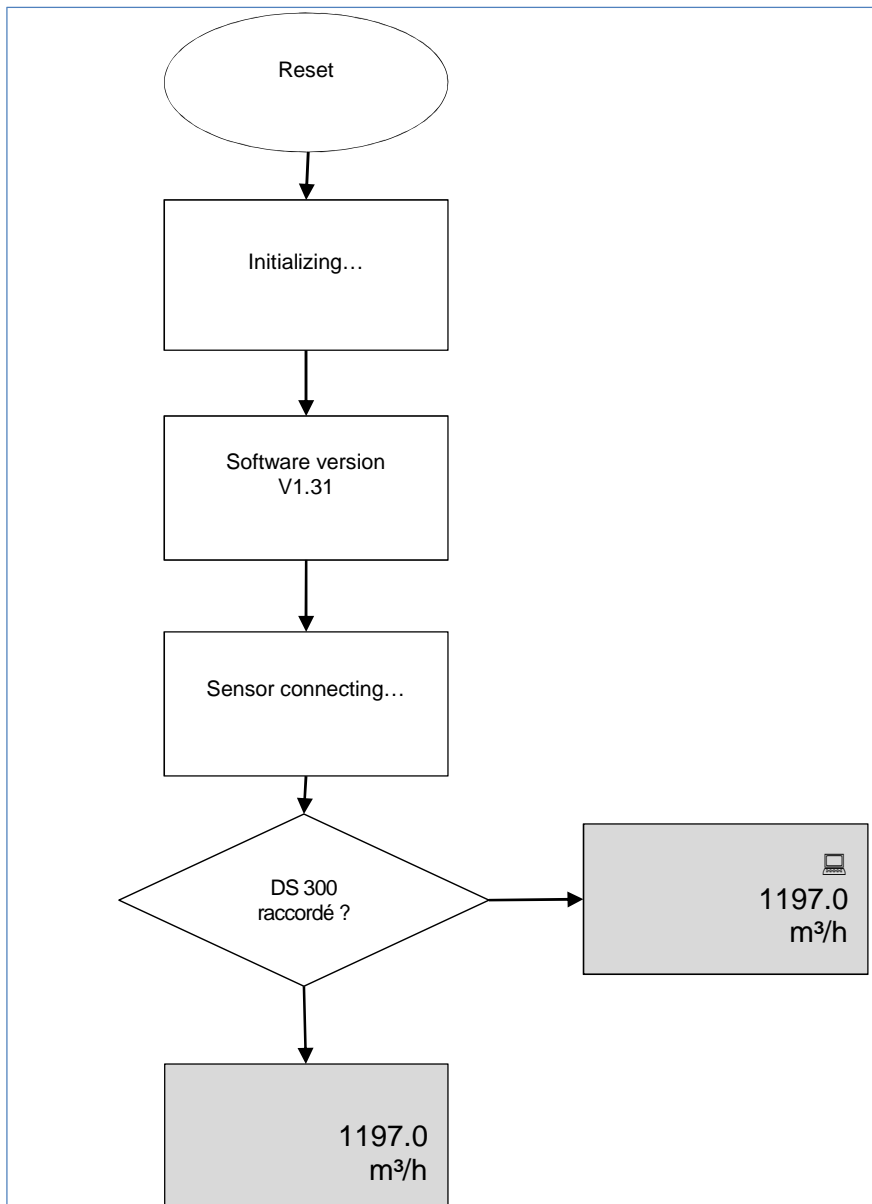 Reset
Initializing…
Software version
V1.31
Sensor connecting…
DS 300
raccordé ?
1197.0
m³/h
1197.0
m³/h